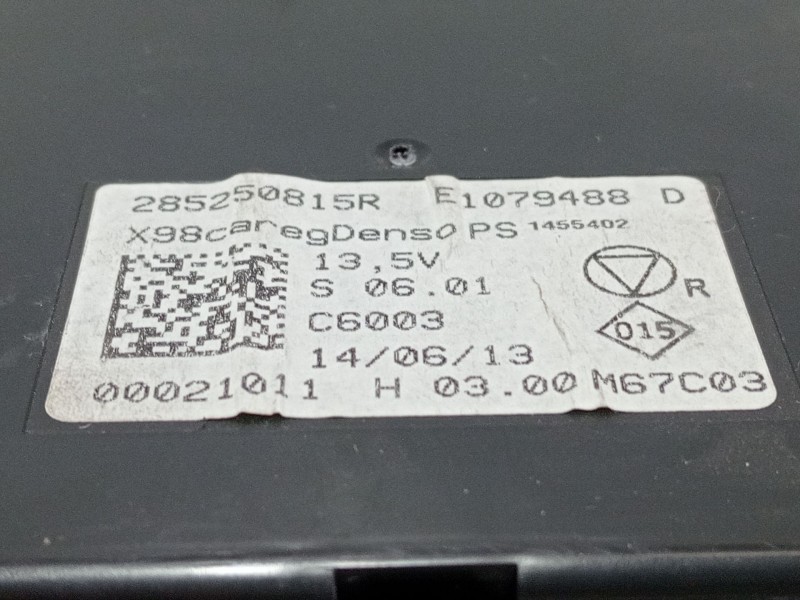 285250815R E1079488 D
X98caregDenso PS 1455402
13,5V
S 06.01
R
C6003
015
14/06/13
00021011 H 03.00 M67C03